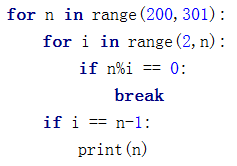 for n in range(200,301):
    for i in range(2,n):
        if n%i == 0:
            break
    if i == n-1:
        print(n)